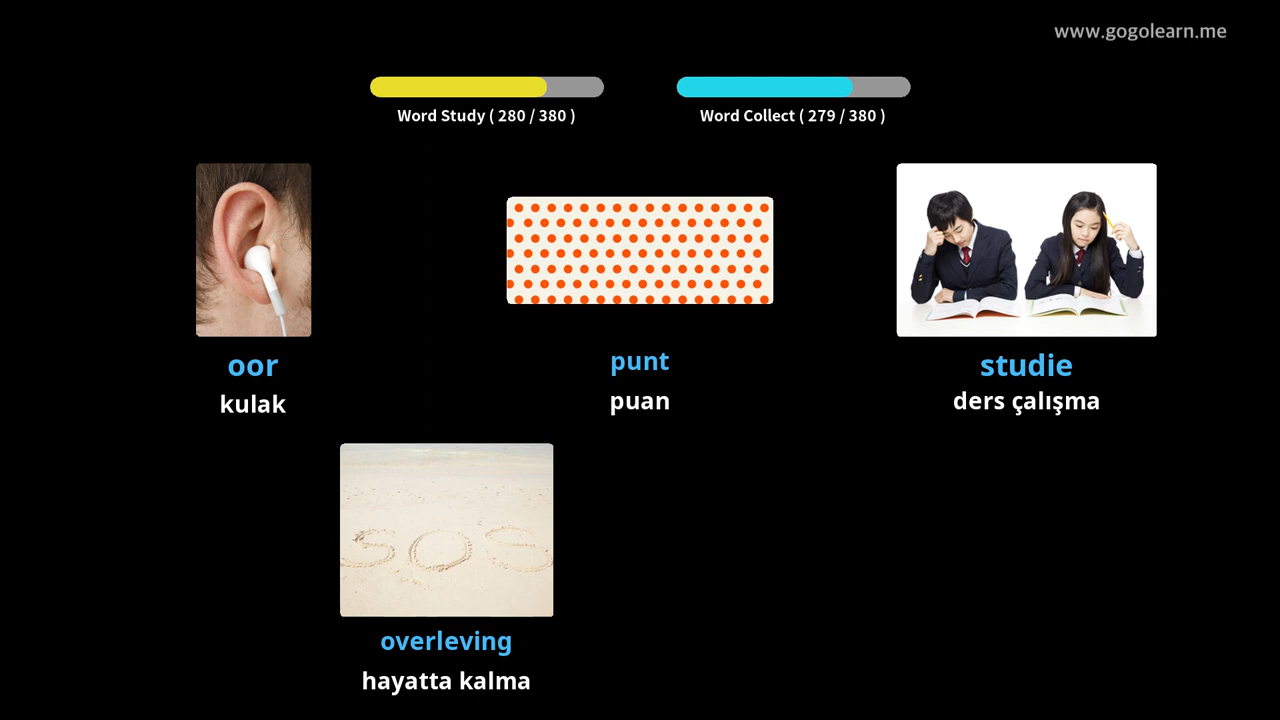 www.gogolearn.me
Word Study ( 280 / 380 )
Word Collect ( 279 / 380 )
oor
kulak
punt
puan
studie
ders çalışma
SOS
overleving
hayatta kalma